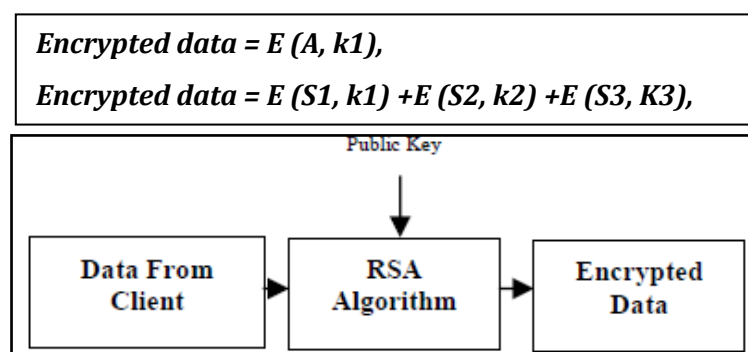 Encrypted data = E (A, k1),
Encrypted data = E (S1, k1) +E (S2, k2) +E (S3, K3),
Public Key
Data From
Client
RSA
Algorithm
Encrypted
Data